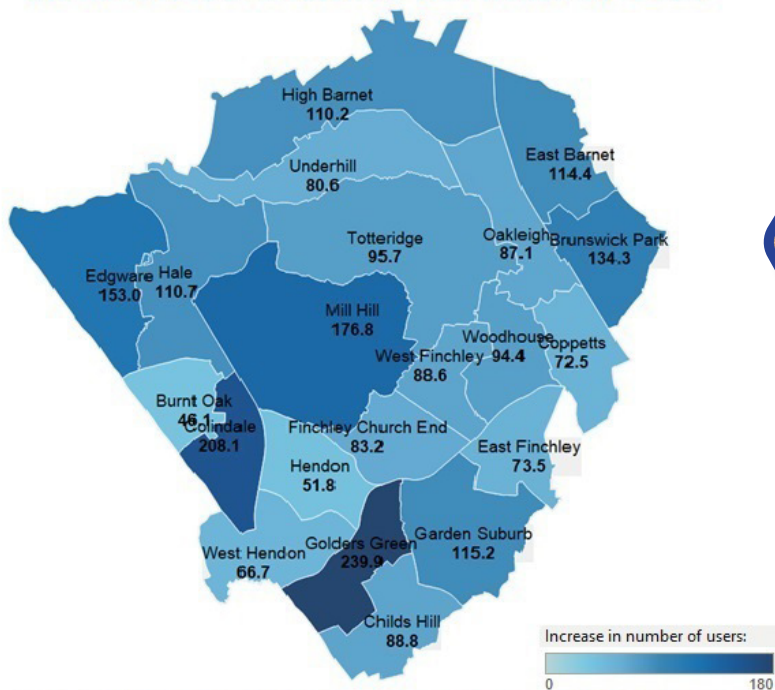 High Barnet
110.2
Underhill
80.6
East Barnet
114.4
Totteridge
95.7
Oakleigh
87.1
Brunswick Park
134.3
Edgware
153.0
Hale
110.7
Mill Hill
176.8
Woodhouse
94.4
Coppetts
72.5
West Finchley
88.6
Burnt Oak
46.1
Colindale
208.1
Finchley Church End
83.2
East Finchley
73.5
Hendon
51.8
Garden Suburb
115.2
West Hendon
66.7
Golders Green
239.9
Childs Hill
88.8
Increase in number of users:
0 180